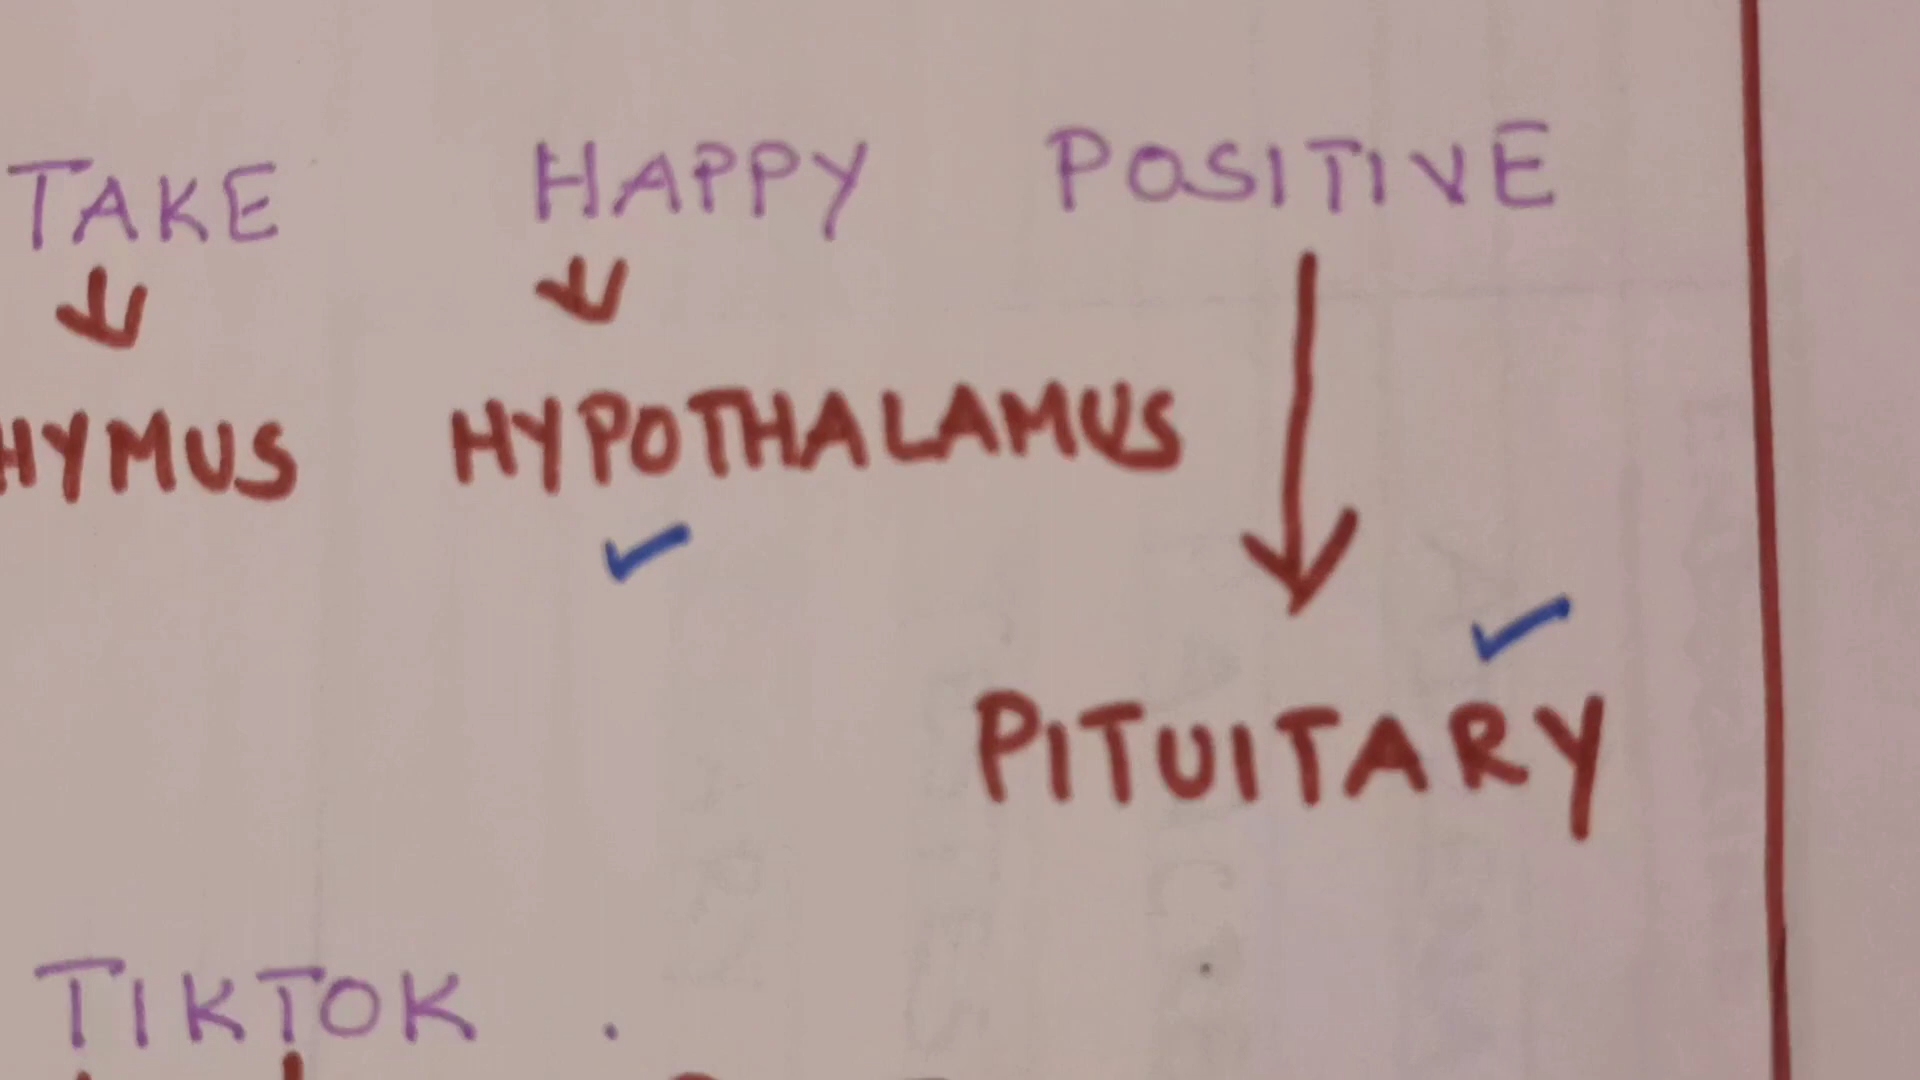 TAKE HAPPY POSITIVE
HYMUS HYPOTHALAMUS
PITUITARY
TIKTOK .